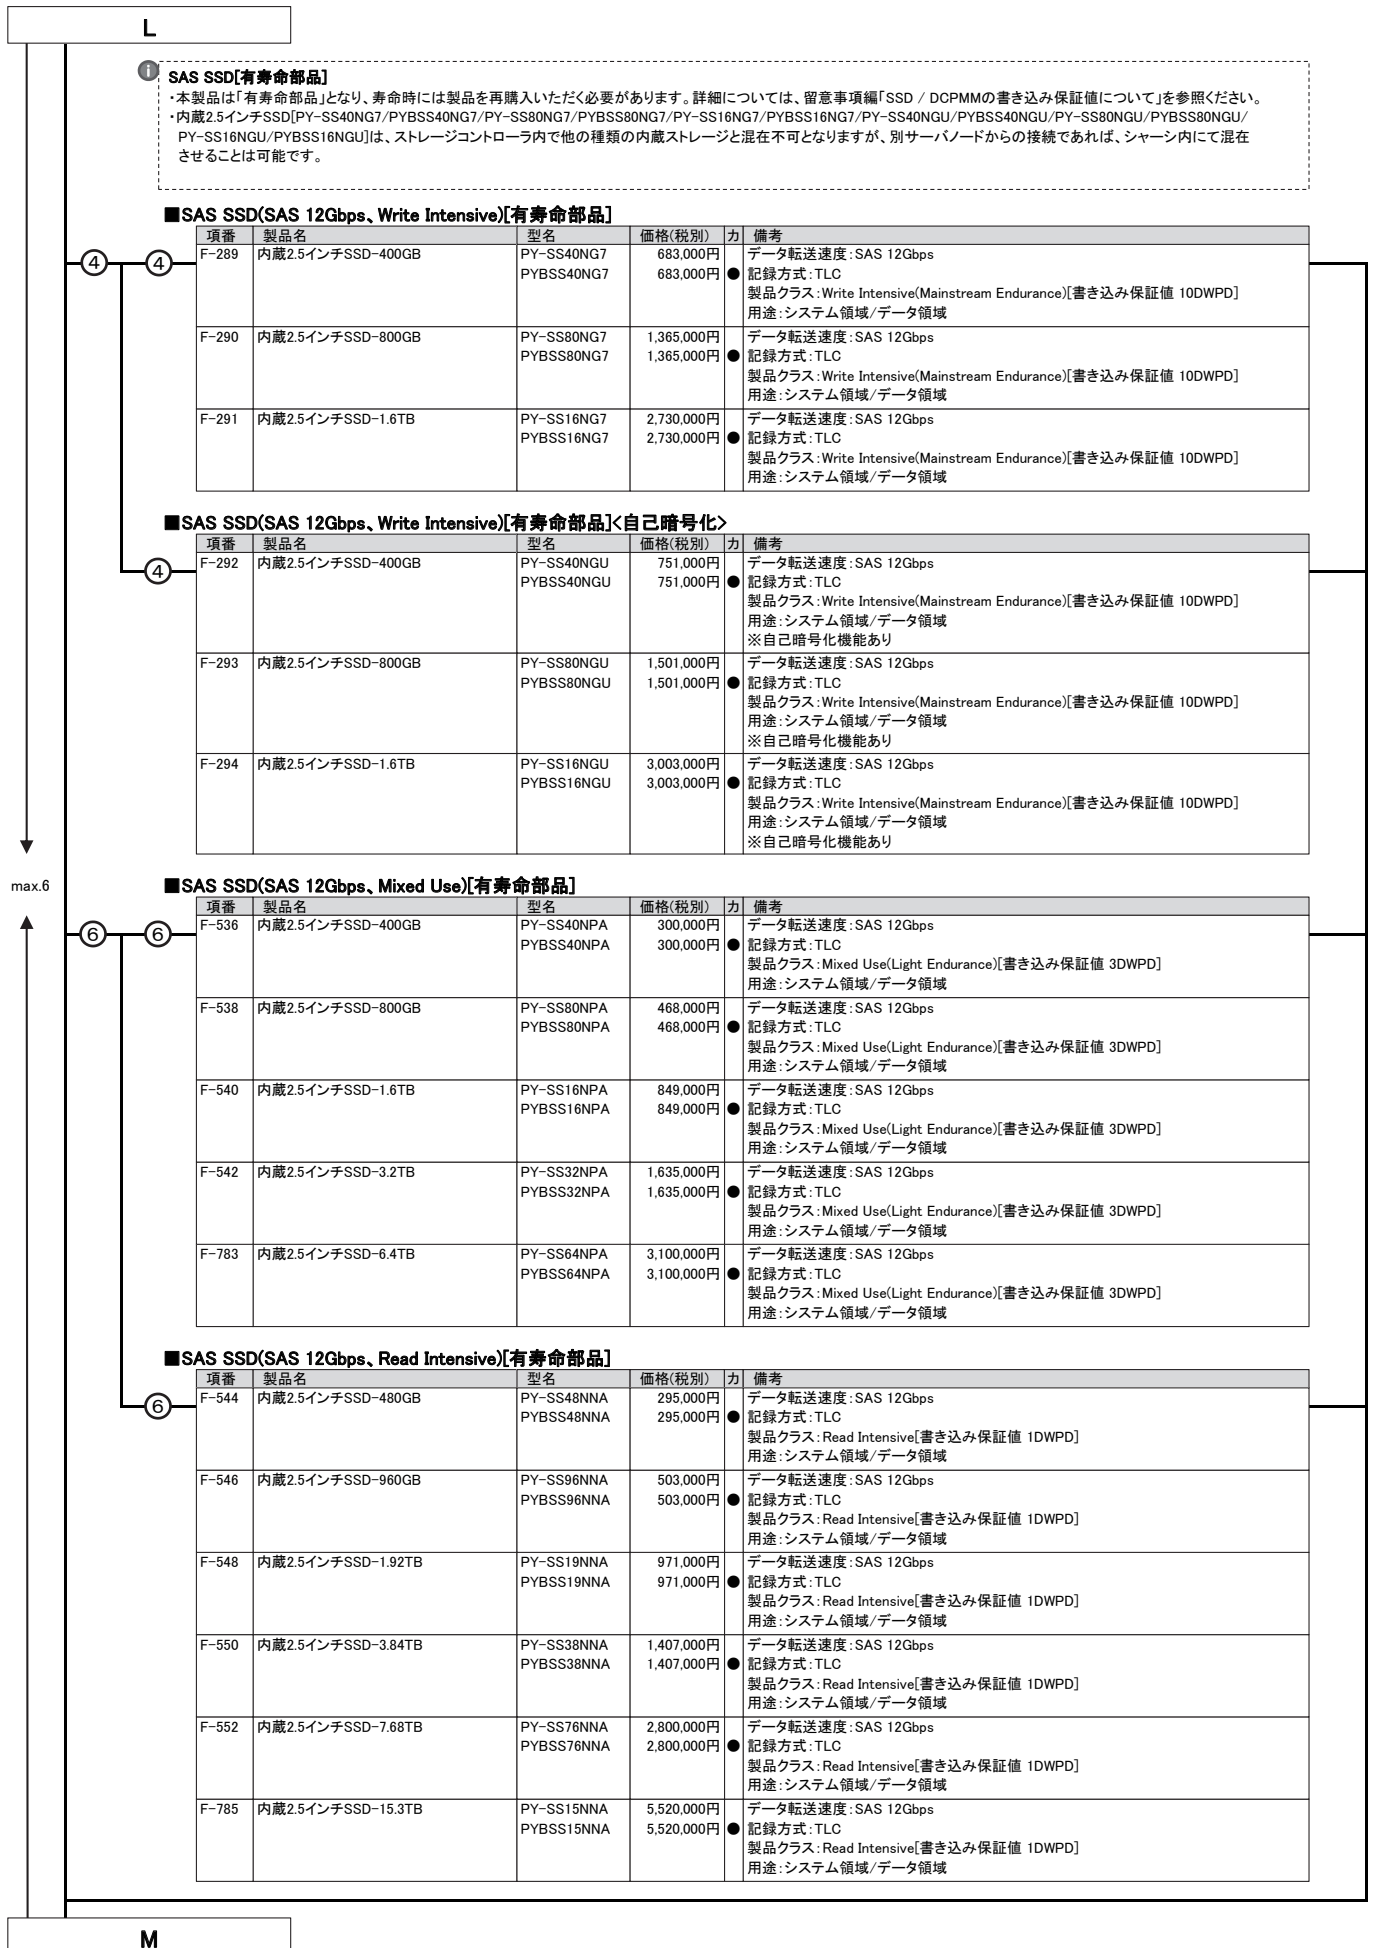 L
SAS SSD[有寿命部品]
・本製品は「有寿命部品」となり、寿命時には製品を再購入いただく必要があります。詳細については、留意事項編「SSD / DCPMMの書き込み保証値について」を参照ください。
・内蔵2.5インチSSD[PY-SS40NG7/PYBSS40NG7/PY-SS80NG7/PYBSS80NG7/PY-SS16NG7/PYBSS16NG7/PY-SS40NGU/PYBSS40NGU/PY-SS80NGU/PYBSS80NGU/
PY-SS16NGU/PYBSS16NGU]は、ストレージコントローラ内で他の種類の内蔵ストレージと混在不可となりますが、別サーバノードからの接続であれば、シャーシ内にて混在
させることは可能です。
■SAS SSD(SAS 12Gbps、Write Intensive)[有寿命部品]
項番 製品名 型名 価格(税別) カ 備考
④ ④ F-289 内蔵2.5インチSSD-400GB PY-SS40NG7 683,000円 データ転送速度:SAS 12Gbps
PYBSS40NG7 683,000円 ● 記録方式:TLC
製品クラス:Write Intensive(Mainstream Endurance)[書き込み保証値 10DWPD]
用途:システム領域/データ領域
F-290 内蔵2.5インチSSD-800GB PY-SS80NG7 1,365,000円 データ転送速度:SAS 12Gbps
PYBSS80NG7 1,365,000円 ● 記録方式:TLC
製品クラス:Write Intensive(Mainstream Endurance)[書き込み保証値 10DWPD]
用途:システム領域/データ領域
F-291 内蔵2.5インチSSD-1.6TB PY-SS16NG7 2,730,000円 データ転送速度:SAS 12Gbps
PYBSS16NG7 2,730,000円 ● 記録方式:TLC
製品クラス:Write Intensive(Mainstream Endurance)[書き込み保証値 10DWPD]
用途:システム領域/データ領域
■SAS SSD(SAS 12Gbps、Write Intensive)[有寿命部品]<自己暗号化>
項番 製品名 型名 価格(税別) カ 備考
④ F-292 内蔵2.5インチSSD-400GB PY-SS40NGU 751,000円 データ転送速度:SAS 12Gbps
PYBSS40NGU 751,000円 ● 記録方式:TLC
製品クラス:Write Intensive(Mainstream Endurance)[書き込み保証値 10DWPD]
用途:システム領域/データ領域
※自己暗号化機能あり
F-293 内蔵2.5インチSSD-800GB PY-SS80NGU 1,501,000円 データ転送速度:SAS 12Gbps
PYBSS80NGU 1,501,000円 ● 記録方式:TLC
製品クラス:Write Intensive(Mainstream Endurance)[書き込み保証値 10DWPD]
用途:システム領域/データ領域
※自己暗号化機能あり
F-294 内蔵2.5インチSSD-1.6TB PY-SS16NGU 3,003,000円 データ転送速度:SAS 12Gbps
PYBSS16NGU 3,003,000円 ● 記録方式:TLC
製品クラス:Write Intensive(Mainstream Endurance)[書き込み保証値 10DWPD]
用途:システム領域/データ領域
※自己暗号化機能あり
max.6
■SAS SSD(SAS 12Gbps、Mixed Use)[有寿命部品]
項番 製品名 型名 価格(税別) カ 備考
⑥ ⑥ F-536 内蔵2.5インチSSD-400GB PY-SS40NPA 300,000円 データ転送速度:SAS 12Gbps
PYBSS40NPA 300,000円 ● 記録方式:TLC
製品クラス:Mixed Use(Light Endurance)[書き込み保証値 3DWPD]
用途:システム領域/データ領域
F-538 内蔵2.5インチSSD-800GB PY-SS80NPA 468,000円 データ転送速度:SAS 12Gbps
PYBSS80NPA 468,000円 ● 記録方式:TLC
製品クラス:Mixed Use(Light Endurance)[書き込み保証値 3DWPD]
用途:システム領域/データ領域
F-540 内蔵2.5インチSSD-1.6TB PY-SS16NPA 849,000円 データ転送速度:SAS 12Gbps
PYBSS16NPA 849,000円 ● 記録方式:TLC
製品クラス:Mixed Use(Light Endurance)[書き込み保証値 3DWPD]
用途:システム領域/データ領域
F-542 内蔵2.5インチSSD-3.2TB PY-SS32NPA 1,635,000円 データ転送速度:SAS 12Gbps
PYBSS32NPA 1,635,000円 ● 記録方式:TLC
製品クラス:Mixed Use(Light Endurance)[書き込み保証値 3DWPD]
用途:システム領域/データ領域
F-783 内蔵2.5インチSSD-6.4TB PY-SS64NPA 3,100,000円 データ転送速度:SAS 12Gbps
PYBSS64NPA 3,100,000円 ● 記録方式:TLC
製品クラス:Mixed Use(Light Endurance)[書き込み保証値 3DWPD]
用途:システム領域/データ領域
■SAS SSD(SAS 12Gbps、Read Intensive)[有寿命部品]
項番 製品名 型名 価格(税別) カ 備考
⑥ F-544 内蔵2.5インチSSD-480GB PY-SS48NNA 295,000円 データ転送速度:SAS 12Gbps
PYBSS48NNA 295,000円 ● 記録方式:TLC
製品クラス:Read Intensive[書き込み保証値 1DWPD]
用途:システム領域/データ領域
F-546 内蔵2.5インチSSD-960GB PY-SS96NNA 503,000円 データ転送速度:SAS 12Gbps
PYBSS96NNA 503,000円 ● 記録方式:TLC
製品クラス:Read Intensive[書き込み保証値 1DWPD]
用途:システム領域/データ領域
F-548 内蔵2.5インチSSD-1.92TB PY-SS19NNA 971,000円 データ転送速度:SAS 12Gbps
PYBSS19NNA 971,000円 ● 記録方式:TLC
製品クラス:Read Intensive[書き込み保証値 1DWPD]
用途:システム領域/データ領域
F-550 内蔵2.5インチSSD-3.84TB PY-SS38NNA 1,407,000円 データ転送速度:SAS 12Gbps
PYBSS38NNA 1,407,000円 ● 記録方式:TLC
製品クラス:Read Intensive[書き込み保証値 1DWPD]
用途:システム領域/データ領域
F-552 内蔵2.5インチSSD-7.68TB PY-SS76NNA 2,800,000円 データ転送速度:SAS 12Gbps
PYBSS76NNA 2,800,000円 ● 記録方式:TLC
製品クラス:Read Intensive[書き込み保証値 1DWPD]
用途:システム領域/データ領域
F-785 内蔵2.5インチSSD-15.3TB PY-SS15NNA 5,520,000円 データ転送速度:SAS 12Gbps
PYBSS15NNA 5,520,000円 ● 記録方式:TLC
製品クラス:Read Intensive[書き込み保証値 1DWPD]
用途:システム領域/データ領域
M